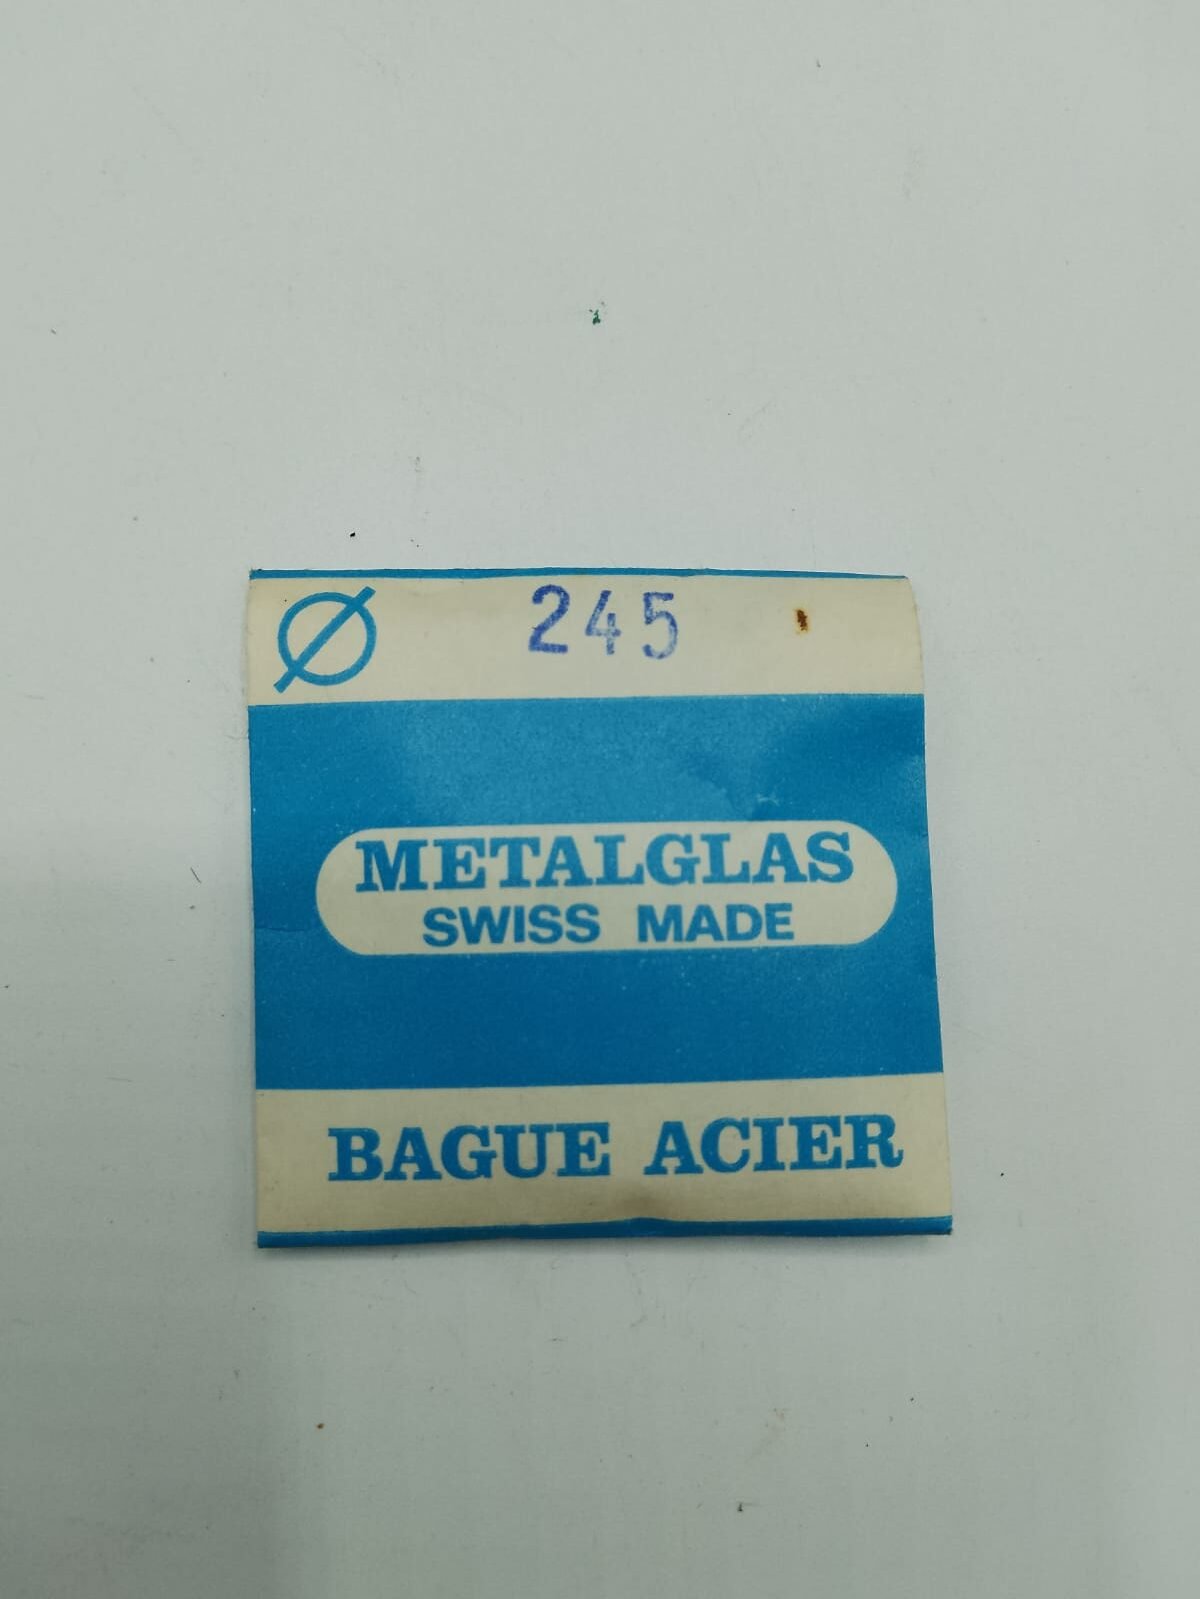 Ø 245
METALGLAS
SWISS MADE
BAGUE ACIER